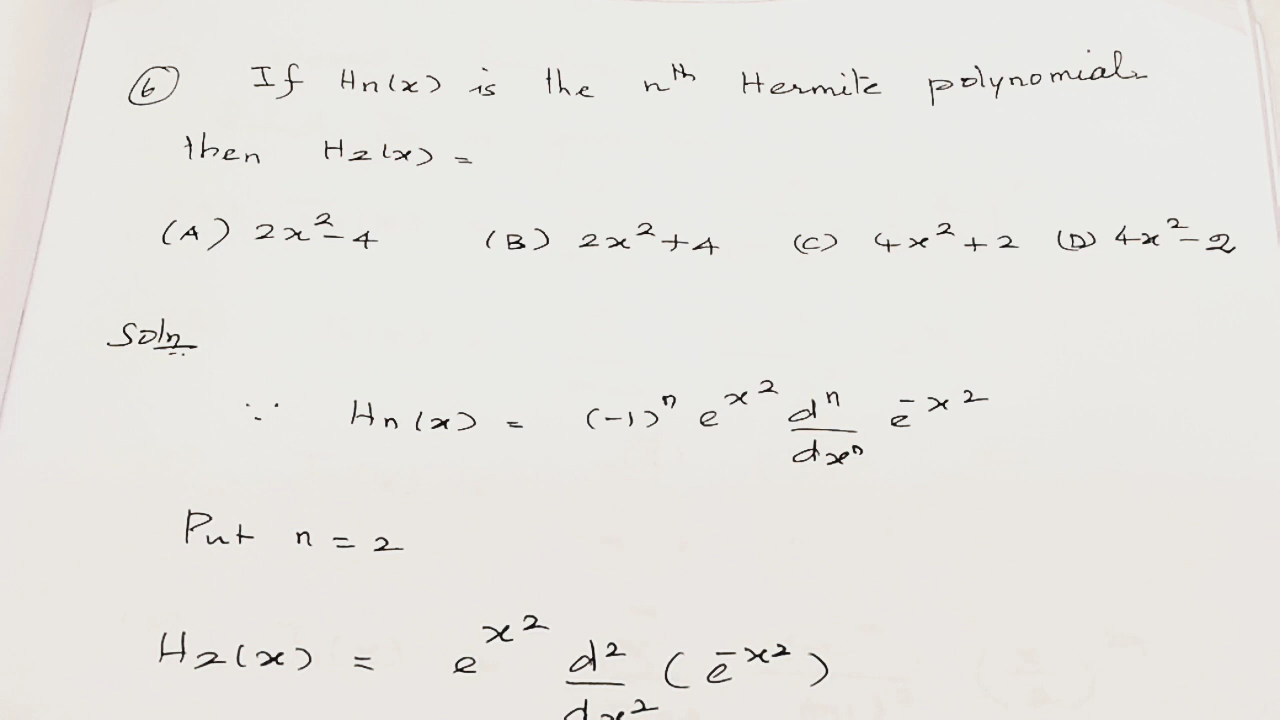 (6) If Hn(x) is the nth Hermite polynomials
then H2(x) =
(A) 2x²-4 (B) 2x²+4 (C) 4x²+2 (D) 4x²-2
Soln
∵ Hn(x) = (-1)ⁿ e^x² dⁿ/dxⁿ e^-x²
Put n = 2
H2(x) = e^x² d²/dx² (e^-x²)